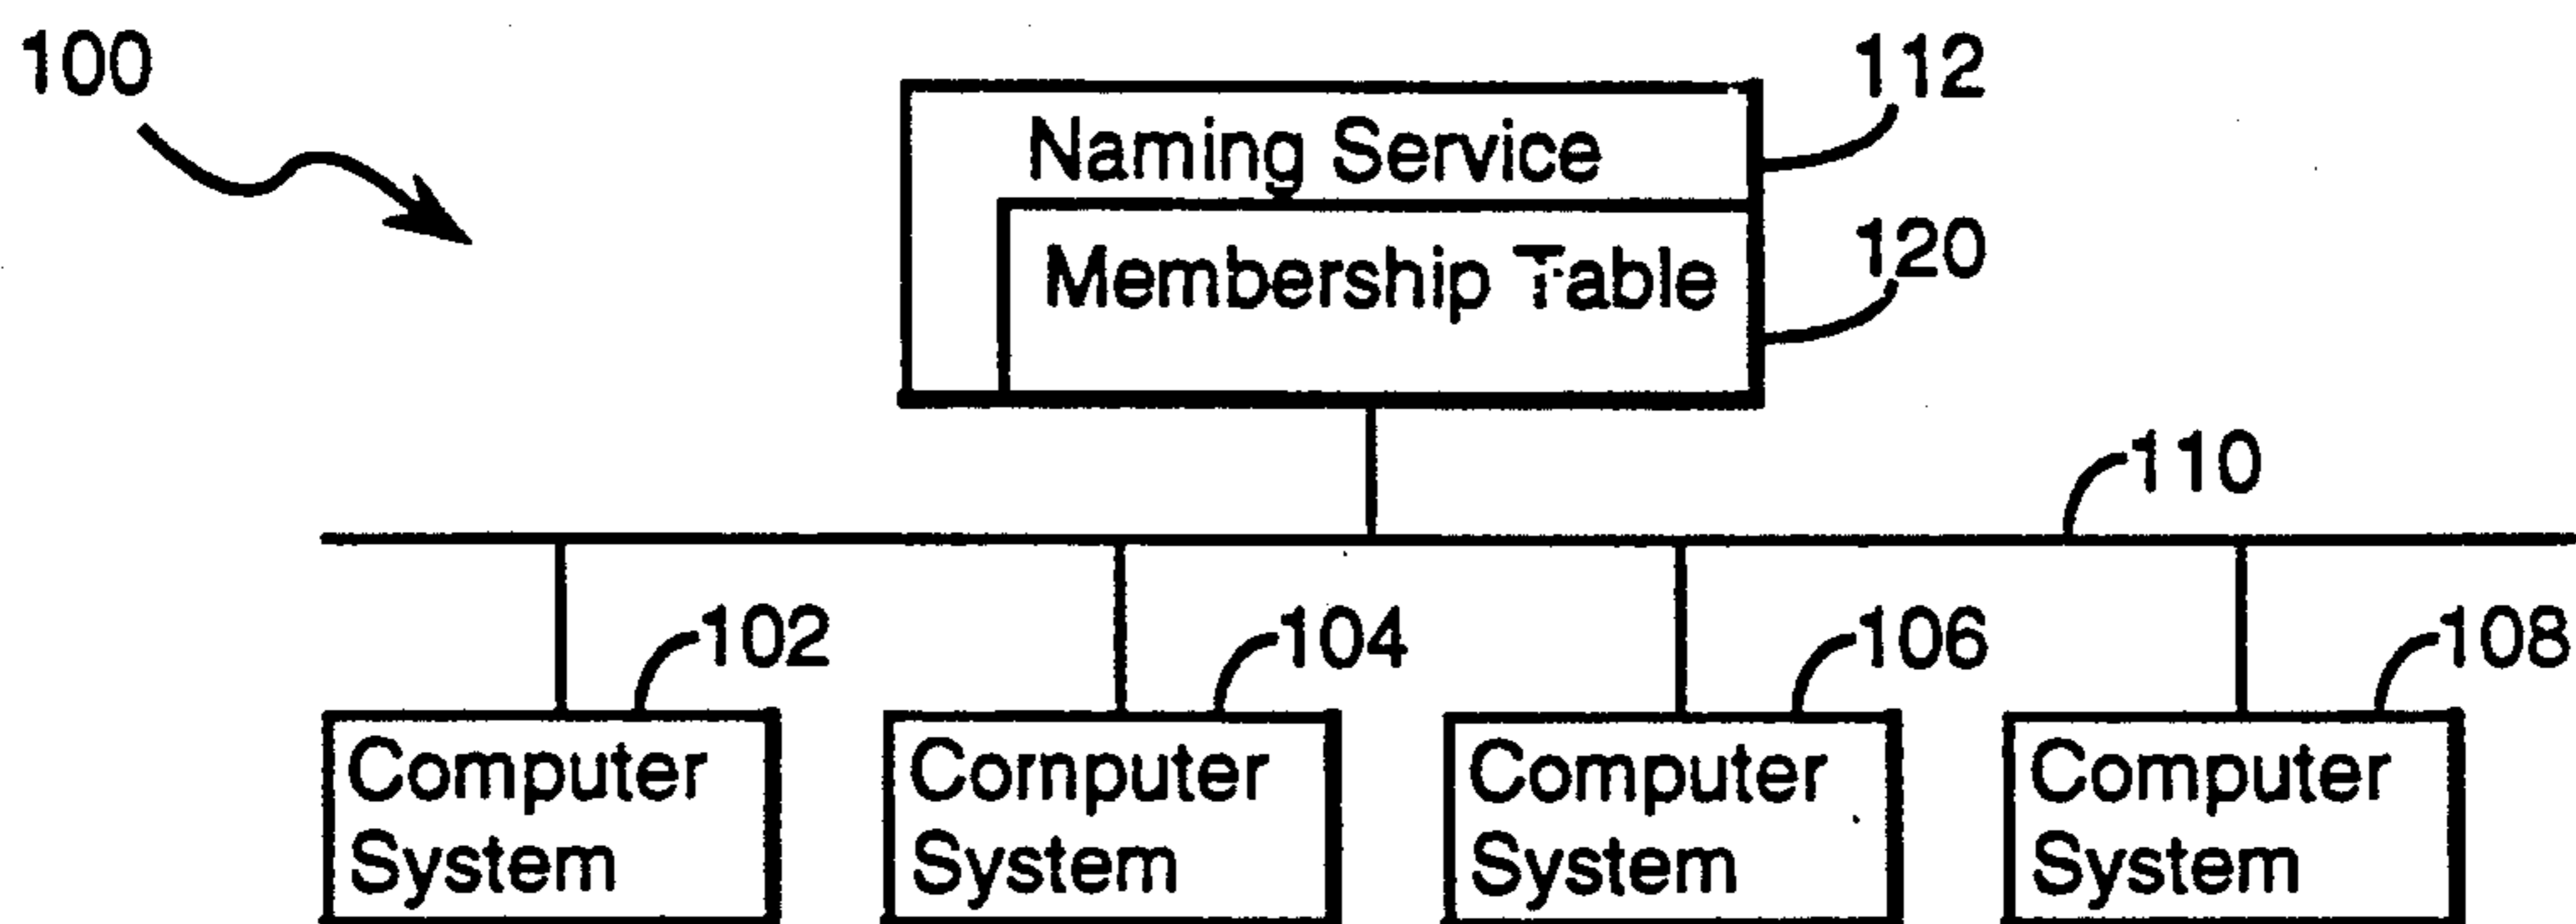 100
112
Naming Service
Membership Table
120
110
102
104
106
108
Computer
System
Computer
System
Computer
System
Computer
System